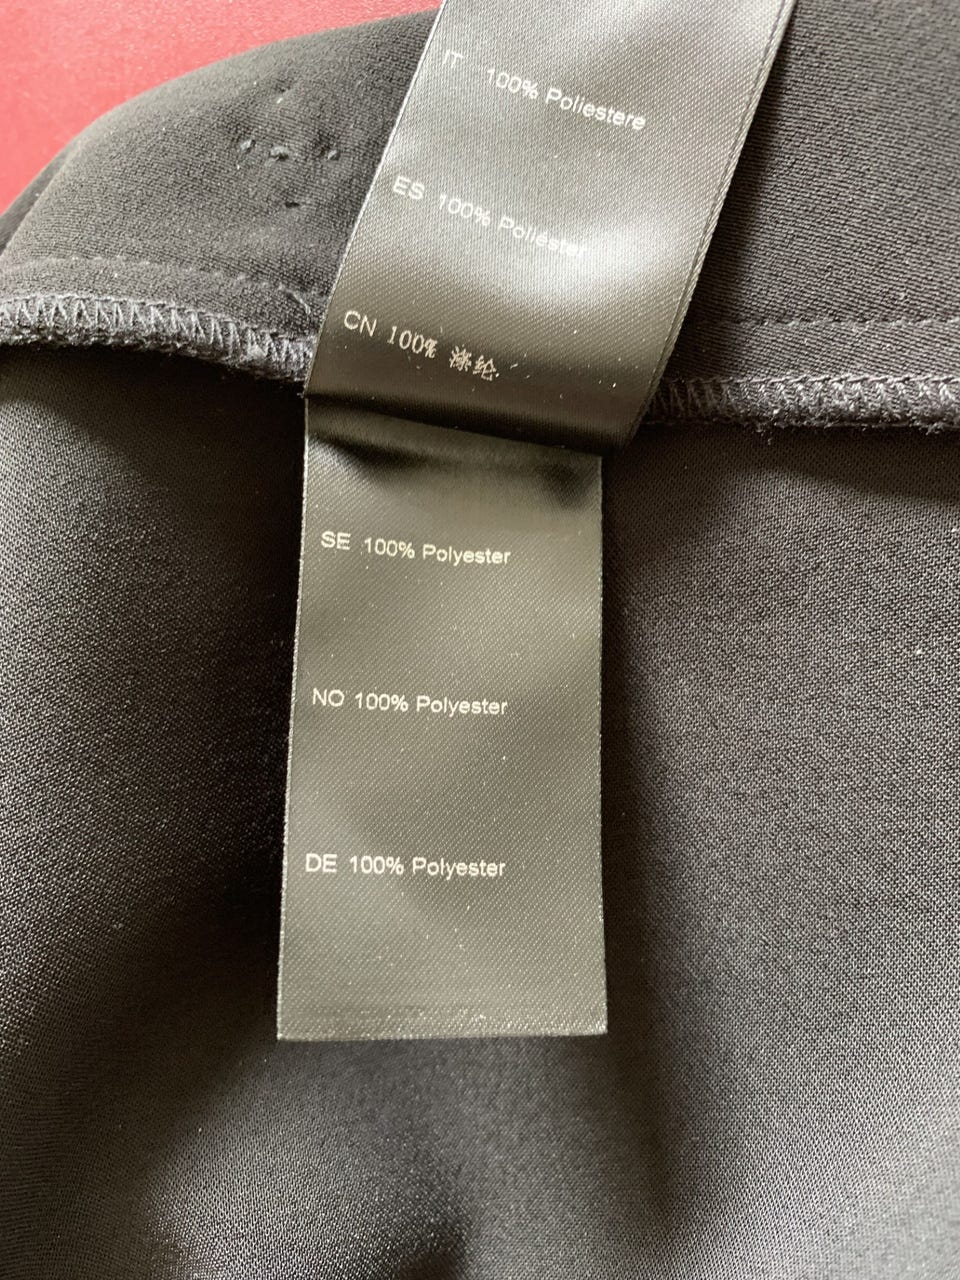 IT 100% Poliestere
ES 100% Poliéster
CN 100% 涤纶
SE 100% Polyester
NO 100% Polyester
DE 100% Polyester